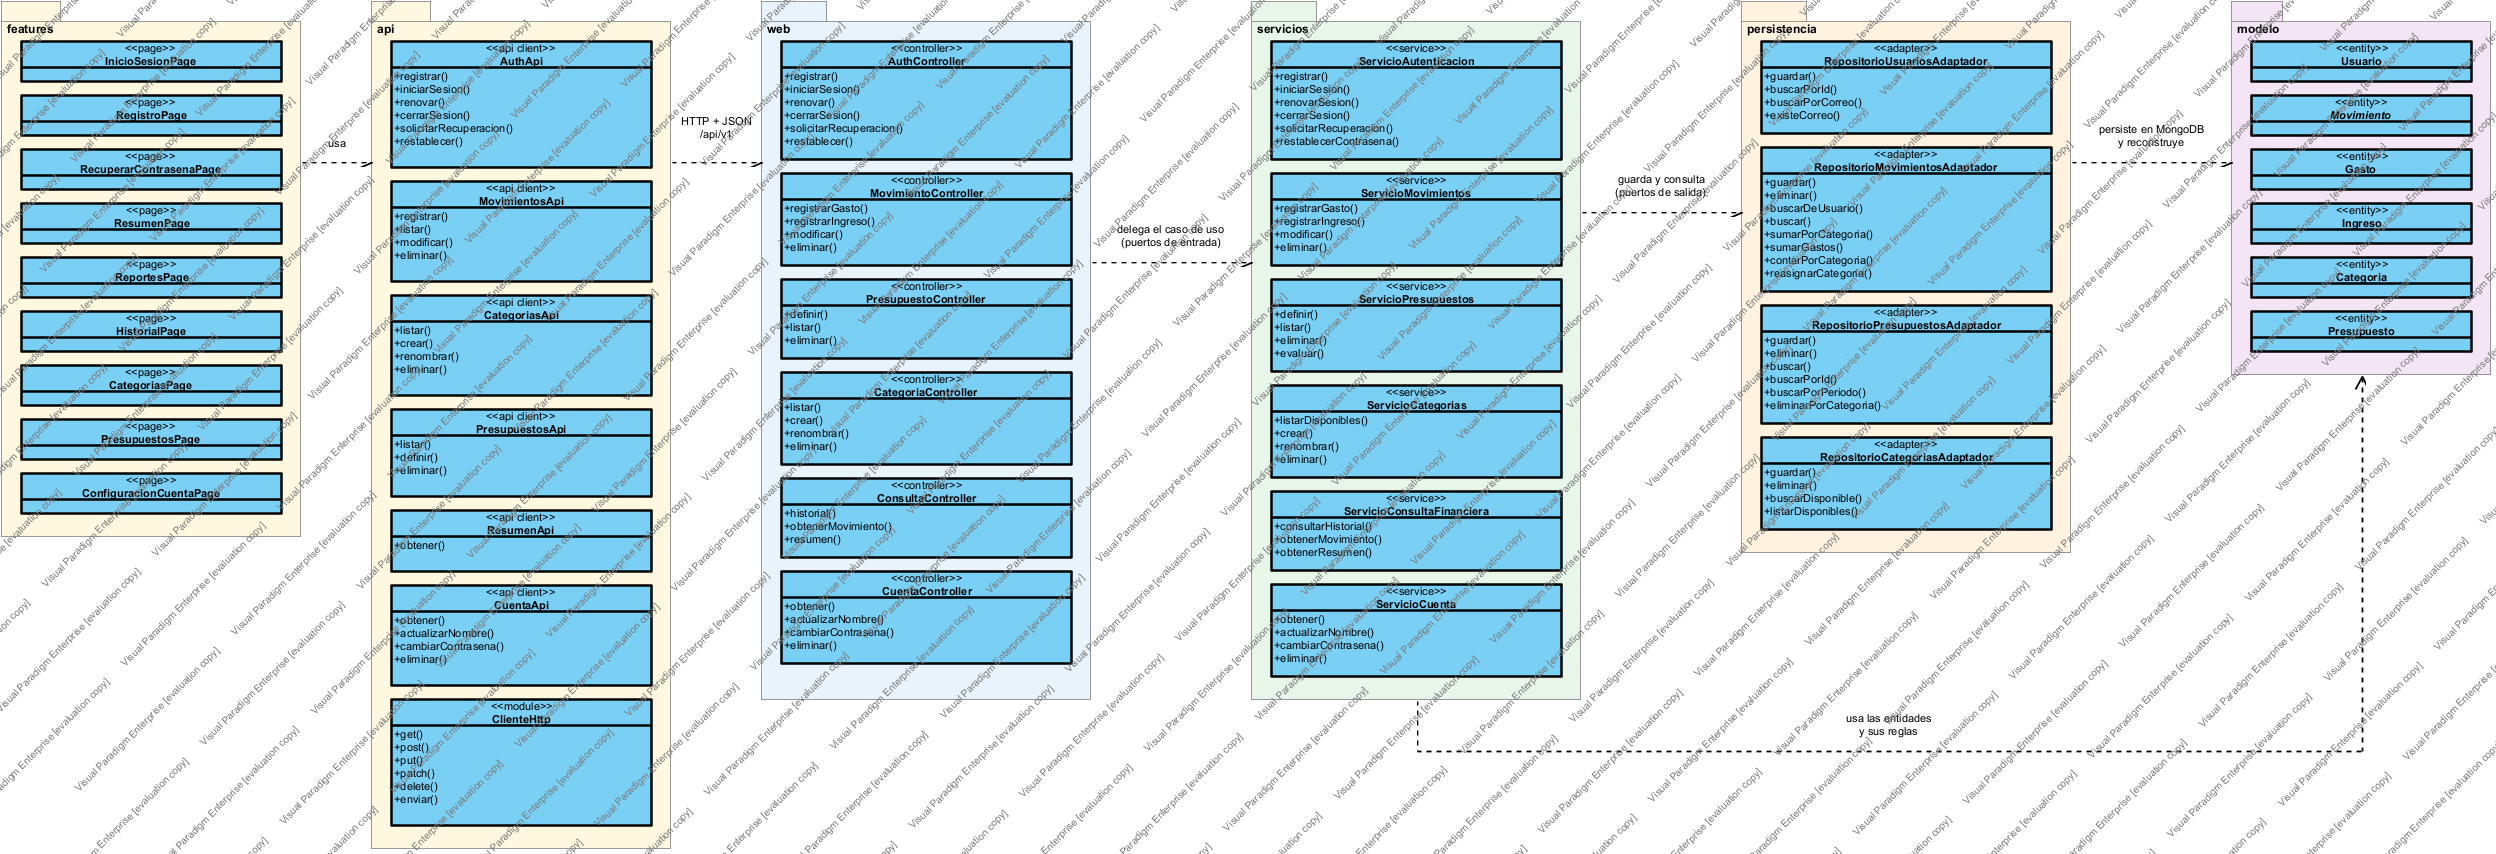 features
<<page>>
InicioSesionPage
<<page>>
RegistroPage
<<page>>
RecuperarContrasenaPage
<<page>>
ResumenPage
<<page>>
ReportesPage
<<page>>
HistorialPage
<<page>>
CategoriasPage
<<page>>
PresupuestosPage
<<page>>
ConfiguracionCuentaPage
usa
api
<<api client>>
AuthApi
+registrar()
+iniciarSesion()
+renovar()
+cerrarSesion()
+solicitarRecuperacion()
+restablecer()
<<api client>>
MovimientosApi
+registrar()
+listar()
+modificar()
+eliminar()
<<api client>>
CategoriasApi
+listar()
+crear()
+renombrar()
+eliminar()
<<api client>>
PresupuestosApi
+listar()
+definir()
+eliminar()
<<api client>>
ResumenApi
+obtener()
<<api client>>
CuentaApi
+obtener()
+actualizarNombre()
+cambiarContrasena()
+eliminar()
<<module>>
ClienteHttp
+get()
+post()
+put()
+patch()
+delete()
+enviar()
HTTP + JSON
/api/v1
web
<<controller>>
AuthController
+registrar()
+iniciarSesion()
+renovar()
+cerrarSesion()
+solicitarRecuperacion()
+restablecer()
<<controller>>
MovimientoController
+registrarGasto()
+registrarIngreso()
+modificar()
+eliminar()
<<controller>>
PresupuestoController
+definir()
+listar()
+eliminar()
<<controller>>
CategoriaController
+listar()
+crear()
+renombrar()
+eliminar()
<<controller>>
ConsultaController
+historial()
+obtenerMovimiento()
+resumen()
<<controller>>
CuentaController
+obtener()
+actualizarNombre()
+cambiarContrasena()
+eliminar()
delega el caso de uso
(puertos de entrada)
servicios
<<service>>
ServicioAutenticacion
+registrar()
+iniciarSesion()
+renovarSesion()
+cerrarSesion()
+solicitarRecuperacion()
+restablecerContrasena()
<<service>>
ServicioMovimientos
+registrarGasto()
+registrarIngreso()
+modificar()
+eliminar()
<<service>>
ServicioPresupuestos
+definir()
+listar()
+eliminar()
+evaluar()
<<service>>
ServicioCategorias
+listarDisponibles()
+crear()
+renombrar()
+eliminar()
<<service>>
ServicioConsultaFinanciera
+consultarHistorial()
+obtenerMovimiento()
+obtenerResumen()
<<service>>
ServicioCuenta
+obtener()
+actualizarNombre()
+cambiarContrasena()
+eliminar()
guarda y consulta
(puertos de salida)
usa las entidades
y sus reglas
persistencia
<<adapter>>
RepositorioUsuariosAdaptador
+guardar()
+buscarPorId()
+buscarPorCorreo()
+existeCorreo()
<<adapter>>
RepositorioMovimientosAdaptador
+guardar()
+eliminar()
+buscarDeUsuario()
+buscar()
+sumarPorCategoria()
+sumarGastos()
+contarPorCategoria()
+reasignarCategoria()
<<adapter>>
RepositorioPresupuestosAdaptador
+guardar()
+eliminar()
+buscar()
+buscarPorId()
+buscarPorPeriodo()
+eliminarPorCategoria()
<<adapter>>
RepositorioCategoriasAdaptador
+guardar()
+eliminar()
+buscarDisponible()
+listarDisponibles()
persiste en MongoDB
y reconstruye
modelo
<<entity>>
Usuario
<<entity>>
Movimiento
<<entity>>
Gasto
<<entity>>
Ingreso
<<entity>>
Categoria
<<entity>>
Presupuesto
Visual Paradigm Enterprise [evaluation copy]